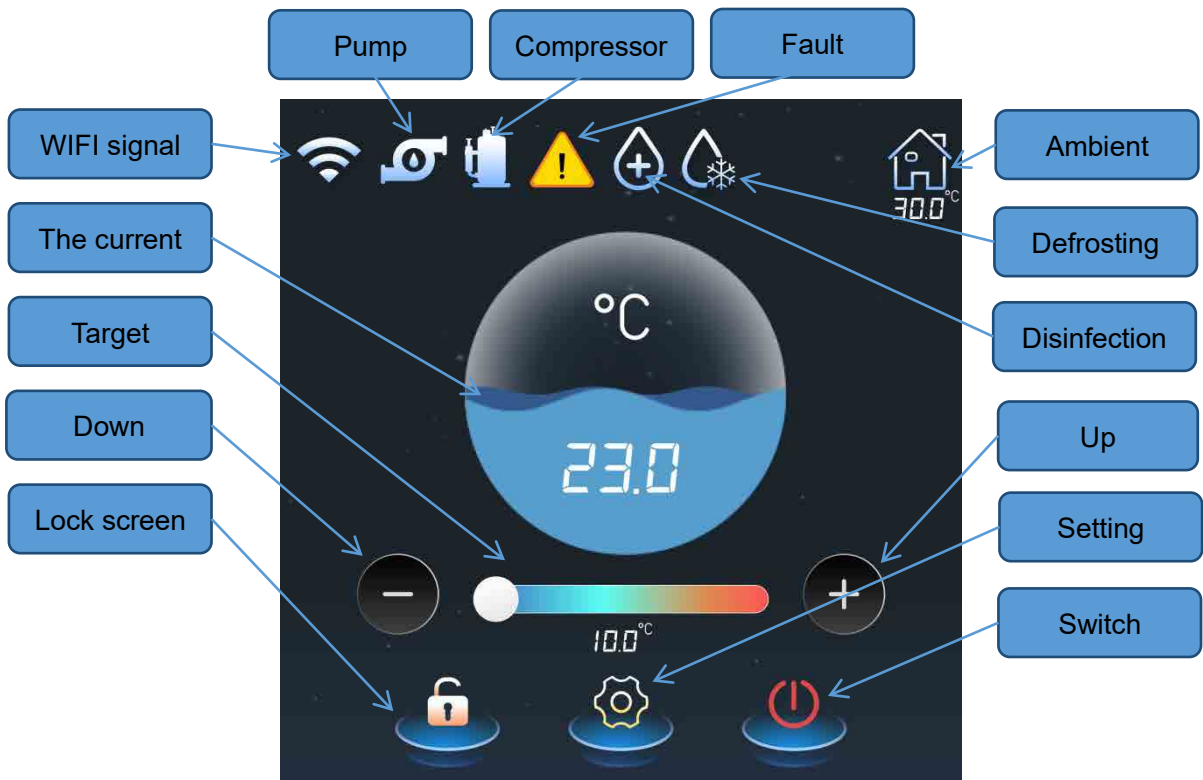 Pump
Compressor
Fault
WIFI signal
Ambient
30.0°C
The current
Defrosting
°C
Target
Disinfection
Down
Up
23.0
Lock screen
Setting
10.0°C
Switch